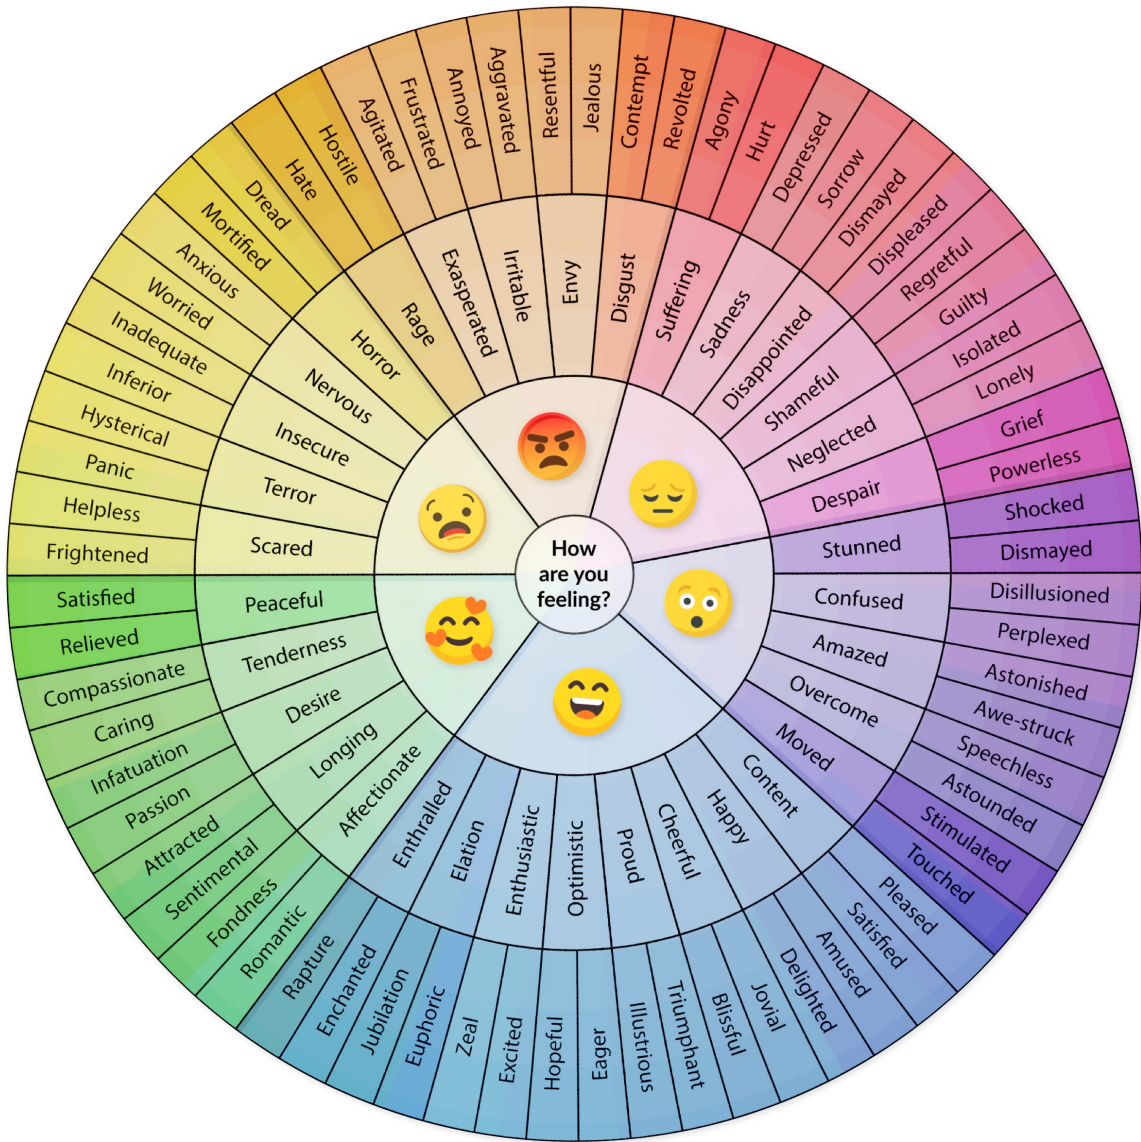 How
are you
feeling?
Rage
Exasperated
Irritable
Envy
Disgust
Suffering
Sadness
Disappointed
Shameful
Neglected
Despair
Stunned
Confused
Amazed
Overcome
Moved
Content
Happy
Cheerful
Proud
Optimistic
Enthusiastic
Elation
Enthralled
Affectionate
Longing
Desire
Tenderness
Peaceful
Scared
Terror
Insecure
Nervous
Horror
Hate
Hostile
Agitated
Frustrated
Annoyed
Aggravated
Resentful
Jealous
Contempt
Revolted
Agony
Hurt
Depressed
Sorrow
Dismayed
Displeased
Regretful
Guilty
Isolated
Lonely
Grief
Powerless
Shocked
Dismayed
Disillusioned
Perplexed
Astonished
Awe-struck
Speechless
Astounded
Stimulated
Touched
Pleased
Satisfied
Amused
Delighted
Jovial
Blissful
Triumphant
Illustrious
Eager
Hopeful
Excited
Zeal
Euphoric
Jubilation
Enchanted
Rapture
Romantic
Fondness
Sentimental
Attracted
Passion
Infatuation
Caring
Compassionate
Relieved
Satisfied
Frightened
Helpless
Panic
Hysterical
Inferior
Inadequate
Worried
Anxious
Mortified
Dread